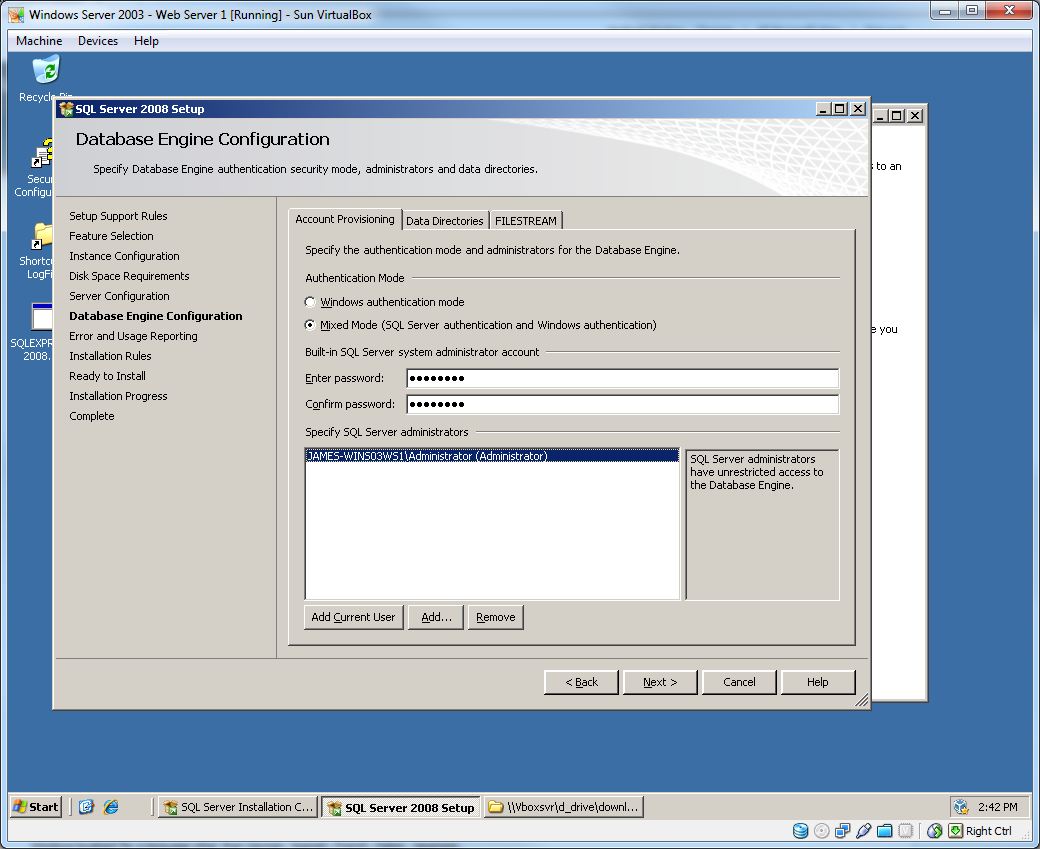 Windows Server 2003 - Web Server 1 [Running] - Sun VirtualBox
Machine Devices Help
Recycle Bin
SQL Server 2008 Setup
Database Engine Configuration
Specify Database Engine authentication security mode, administrators and data directories.
s to an
Secur
Configu
Shortc
LogFi
SQLEXPR
2008.
e you
Setup Support Rules
Feature Selection
Instance Configuration
Disk Space Requirements
Server Configuration
Database Engine Configuration
Error and Usage Reporting
Installation Rules
Ready to Install
Installation Progress
Complete
Account Provisioning Data Directories FILESTREAM
Specify the authentication mode and administrators for the Database Engine.
Authentication Mode
Windows authentication mode
Mixed Mode (SQL Server authentication and Windows authentication)
Built-in SQL Server system administrator account
Enter password: ●●●●●●●●
Confirm password: ●●●●●●●●
Specify SQL Server administrators
JAMES-WINS03WS1\Administrator (Administrator)
SQL Server administrators
have unrestricted access to
the Database Engine.
Add Current User Add... Remove
< Back Next > Cancel Help
Start SQL Server Installation C... SQL Server 2008 Setup \\Vboxsvr\d_drive\downl... 2:42 PM
Right Ctrl